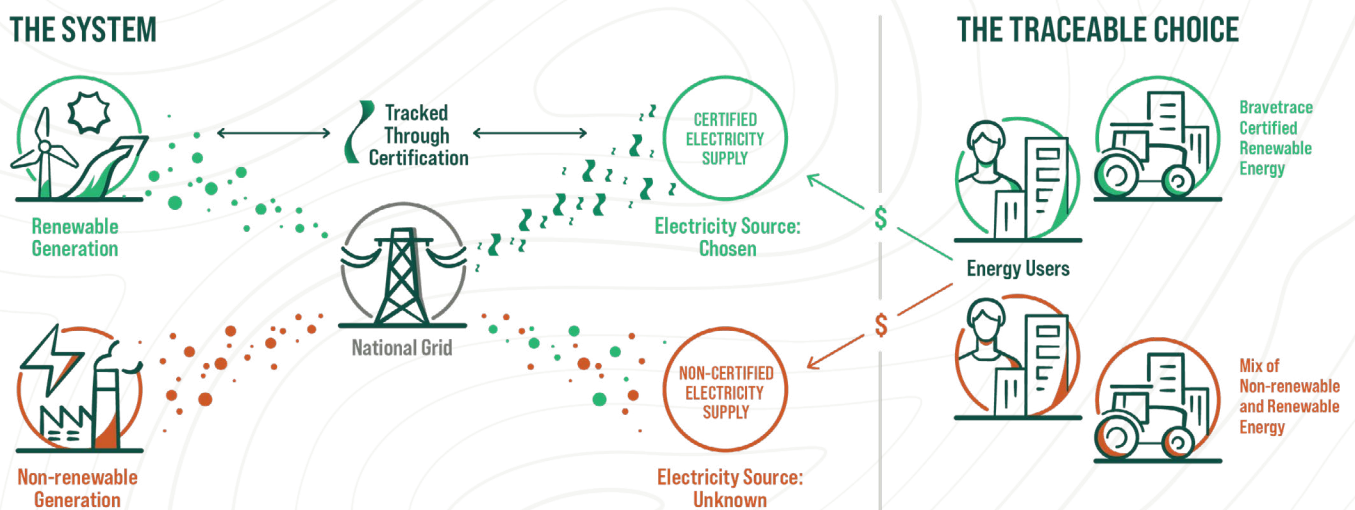 THE SYSTEM
THE TRACEABLE CHOICE
Tracked
Through
Certification
CERTIFIED
ELECTRICITY
SUPPLY
Bravetrace
Certified
Renewable
Energy
Renewable
Generation
Electricity Source:
Chosen
$
Energy Users
National Grid
$
NON-CERTIFIED
ELECTRICITY
SUPPLY
Mix of
Non-renewable
and Renewable
Energy
Non-renewable
Generation
Electricity Source:
Unknown